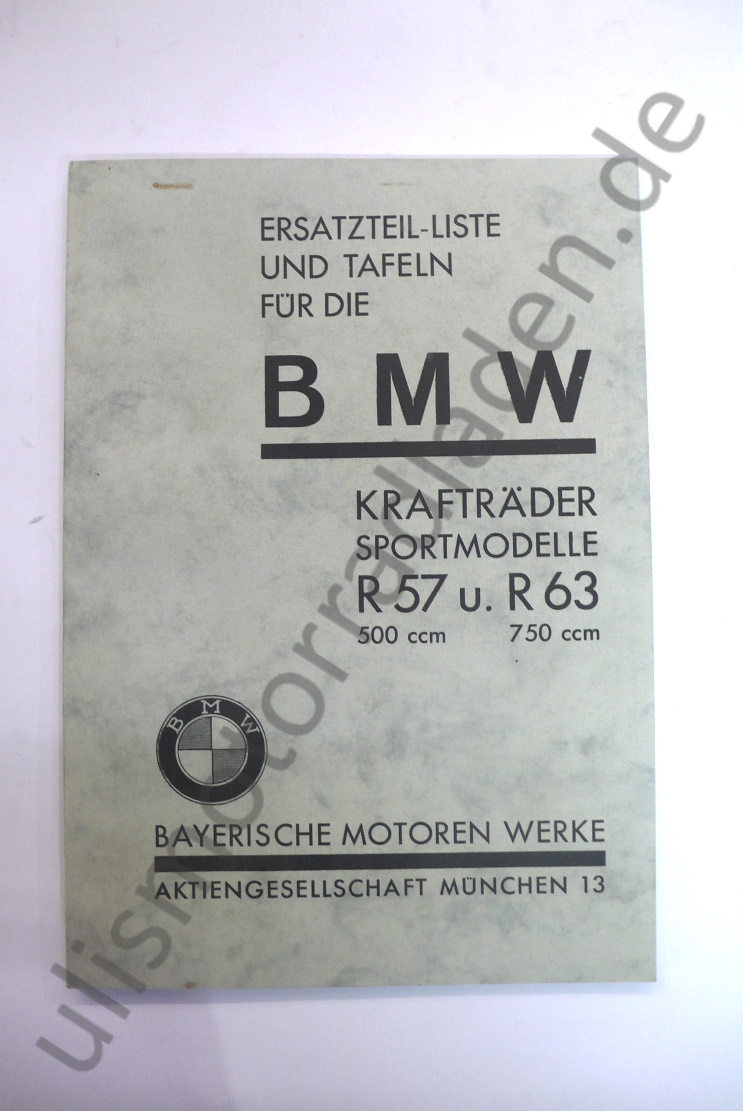 ERSATZTEIL-LISTE
UND TAFELN
FÜR DIE
BMW
KRAFTRÄDER
SPORTMODELLE
R 57 u. R 63
500 ccm 750 ccm
BMW
BAYERISCHE MOTOREN WERKE
AKTIENGESELLSCHAFT MÜNCHEN 13
ulismotorradladen.de